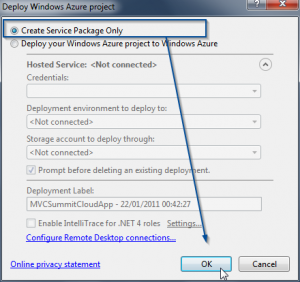 Deploy Windows Azure project
Create Service Package Only
Deploy your Windows Azure project to Windows Azure
Hosted Service: <Not connected>
Credentials:
Deployment environment to deploy to:
<Not connected>
Storage account to deploy through:
<Not connected>
Prompt before deleting an existing deployment.
Deployment Label:
MVCSummitCloudApp - 22/01/2011 00:42:27
Enable IntelliTrace for .NET 4 roles Settings...
Configure Remote Desktop connections...
Online privacy statement OK Cancel